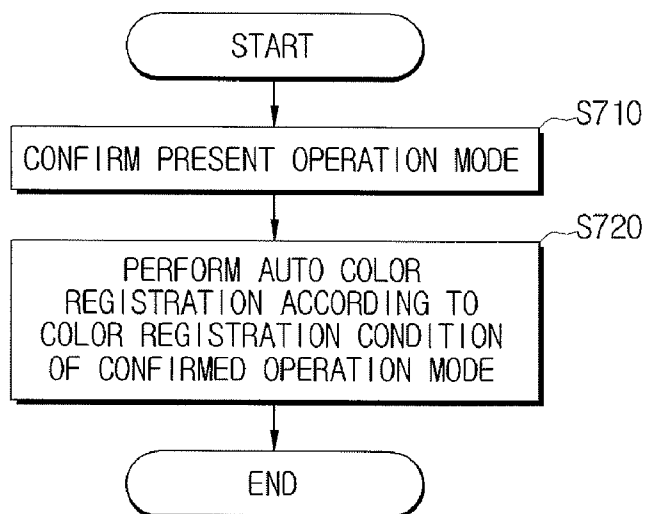 START
S710
CONFIRM PRESENT OPERATION MODE
S720
PERFORM AUTO COLOR
REGISTRATION ACCORDING TO
COLOR REGISTRATION CONDITION
OF CONFIRMED OPERATION MODE
END